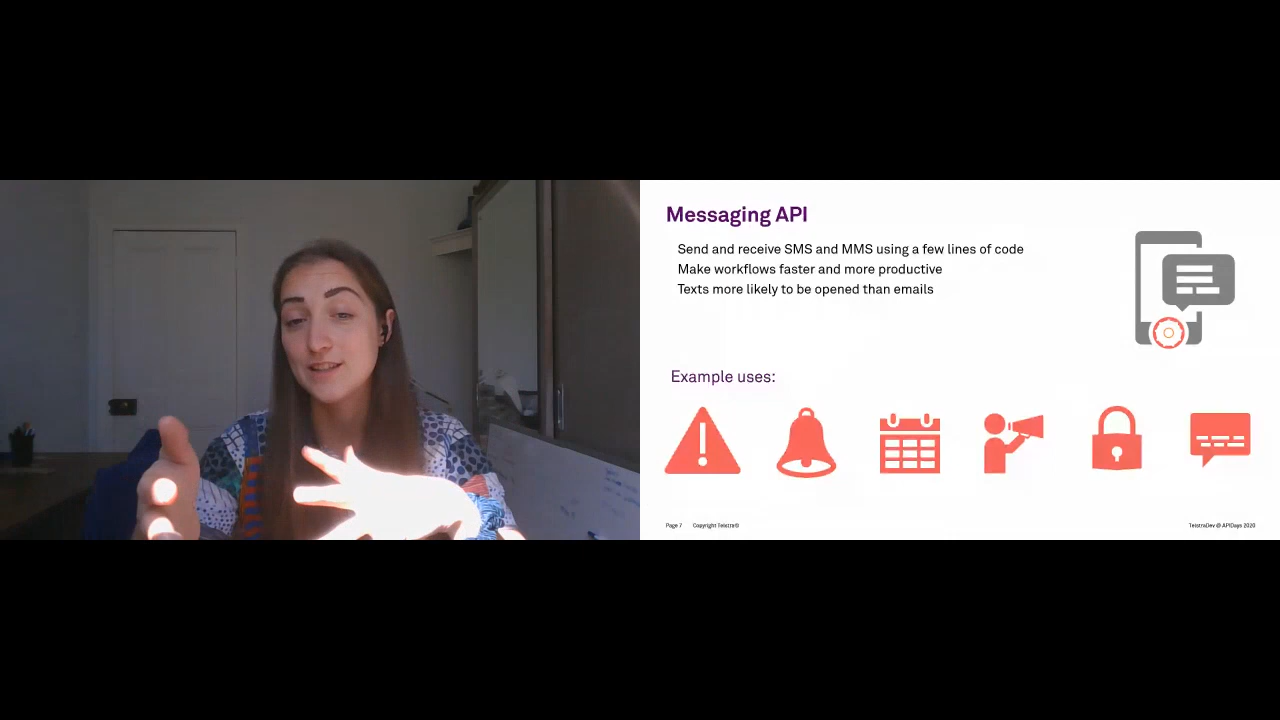 Messaging API
Send and receive SMS and MMS using a few lines of code
Make workflows faster and more productive
Texts more likely to be opened than emails
Example uses:
Page 7 Copyright Telstra©
TelstraDev @ APIDays 2020